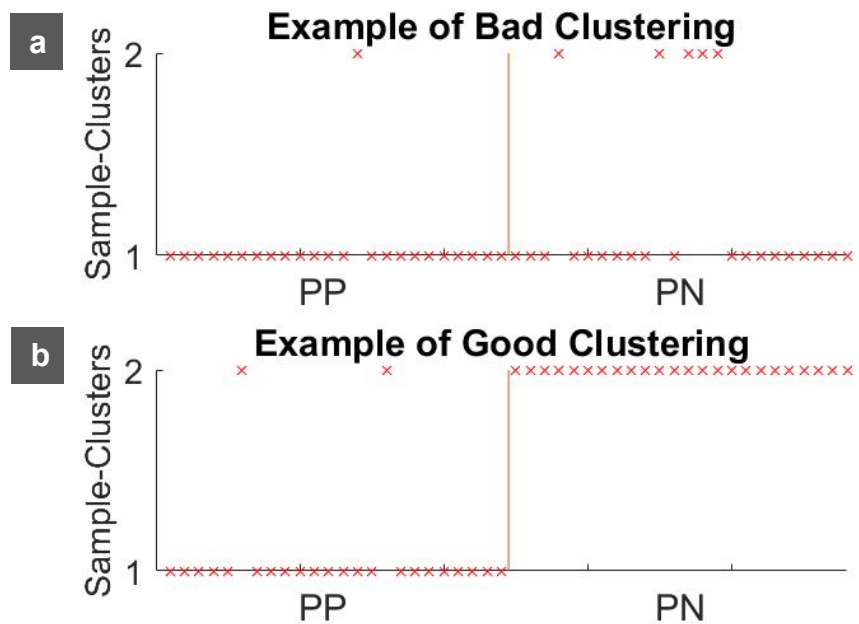 a
Example of Bad Clustering
Sample-Clusters
2
1
PP
PN
b
Example of Good Clustering
Sample-Clusters
2
1
PP
PN